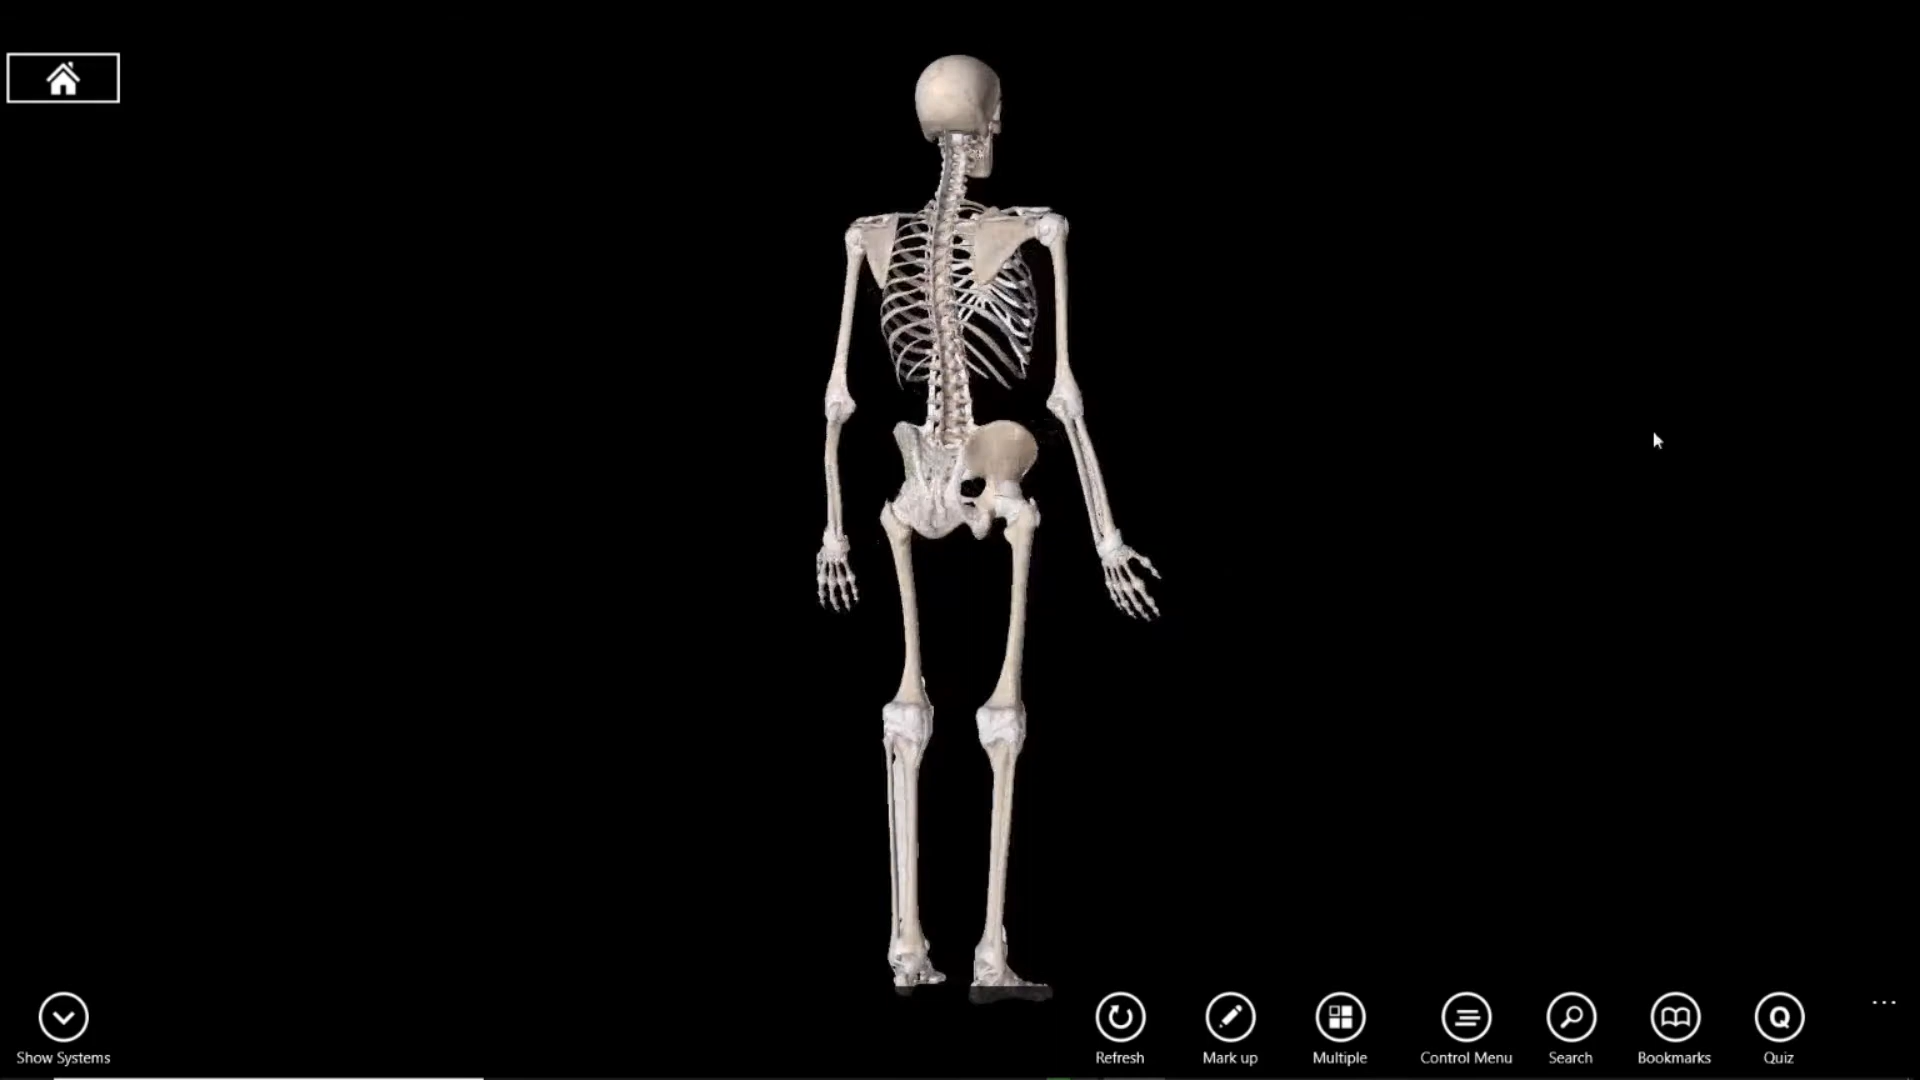 Show Systems
Refresh
Mark up
Multiple
Control Menu
Search
Bookmarks
Q
Quiz